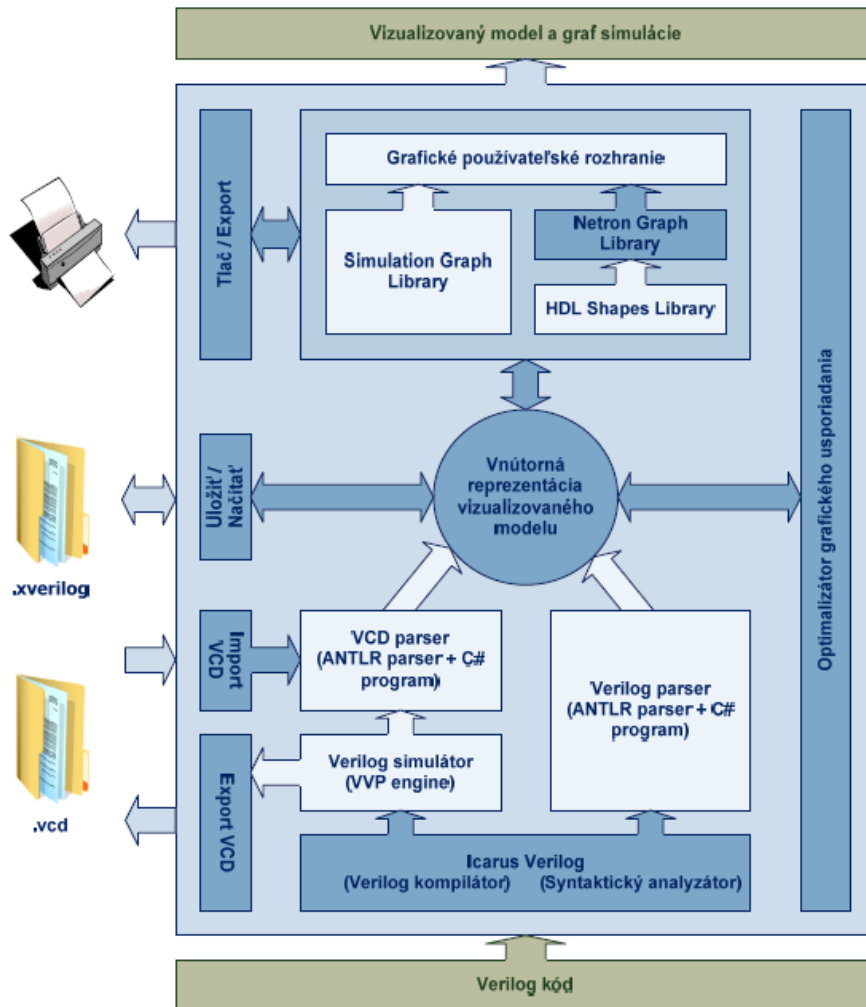 Vizualizovaný model a graf simulácie
Tlač / Export
Grafické používateľské rozhranie
Simulation Graph
Library
Netron Graph
Library
HDL Shapes Library
Optimalizátor grafického usporiadania
.xverilog
Uložiť /
Načítať
Vnútorná
reprezentácia
vizualizovaného
modelu
Import
VCD
VCD parser
(ANTLR parser + C#
program)
Verilog parser
(ANTLR parser + C#
program)
.vcd
Export VCD
Verilog simulátor
(VVP engine)
Icarus Verilog
(Verilog kompilátor) (Syntaktický analyzátor)
Verilog kód